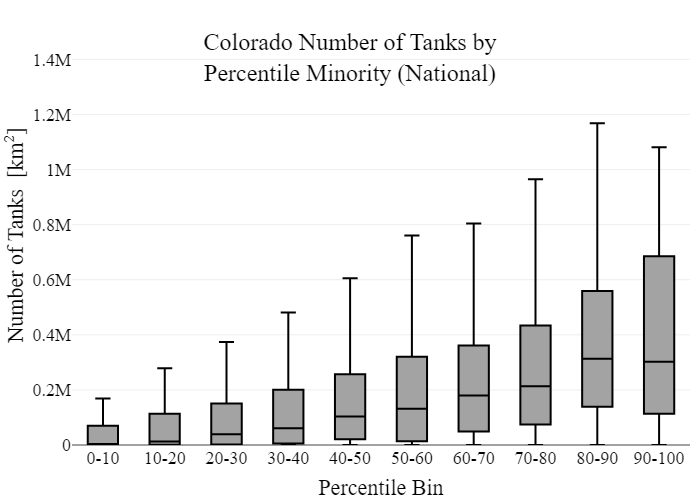 Colorado Number of Tanks by
Percentile Minority (National)
Number of Tanks [km²]
1.4M
1.2M
1M
0.8M
0.6M
0.4M
0.2M
0
0-10 10-20 20-30 30-40 40-50 50-60 60-70 70-80 80-90 90-100
Percentile Bin